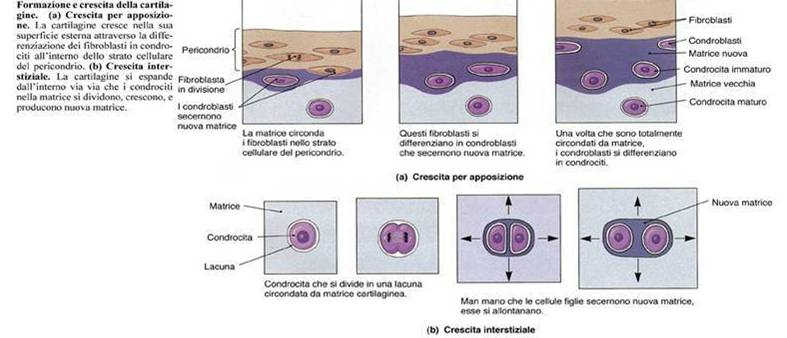 Formazione e crescita della cartila-
gine. (a) Crescita per apposizio-
ne. La cartilagine cresce nella sua
superficie esterna attraverso la diffe-
renziazione dei fibroblasti in condro-
citi all'interno dello strato cellulare
del pericondrio. (b) Crescita inter-
stiziale. La cartilagine si espande
dall'interno via via che i condrociti
nella matrice si dividono, crescono, e
producono nuova matrice.
Pericondrio
Fibroblasta
in divisione
I condroblasti
secernono
nuova matrice
Fibroblasti
Condroblasti
Matrice nuova
Condrocita immaturo
Matrice vecchia
Condrocita maturo
La matrice circonda
i fibroblasti nello strato
cellulare del pericondrio.
Questi fibroblasti si
differenziano in condroblasti
che secernono nuova matrice.
Una volta che sono totalmente
circondati da matrice,
i condroblasti si differenziano
in condrociti.
(a) Crescita per apposizione
Matrice
Condrocita
Lacuna
Nuova matrice
Condrocita che si divide in una lacuna
circondata da matrice cartilaginea.
Man mano che le cellule figlie secernono nuova matrice,
esse si allontanano.
(b) Crescita interstiziale